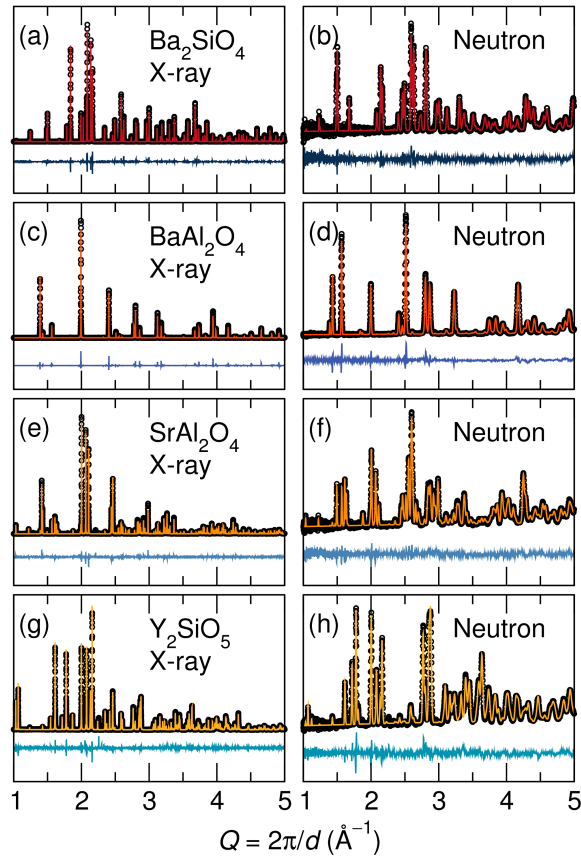 (a) Ba₂SiO₄
X-ray
(b) Neutron
(c) BaAl₂O₄
X-ray
(d) Neutron
(e) SrAl₂O₄
X-ray
(f) Neutron
(g) Y₂SiO₅
X-ray
(h) Neutron
1 2 3 4 5 1 2 3 4 5
Q = 2π/d (Å⁻¹)